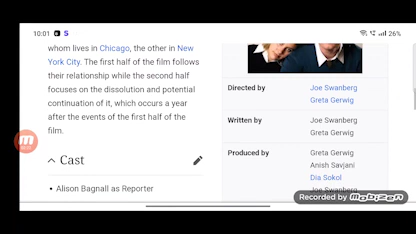 10:01 S 26%
whom lives in Chicago, the other in New
York City. The first half of the film follows
their relationship while the second half
focuses on the dissolution and potential
continuation of it, which occurs a year
after the events of the first half of the
film.
Cast
• Alison Bagnall as Reporter
Directed by Joe Swanberg
Greta Gerwig
Written by Joe Swanberg
Greta Gerwig
Produced by Greta Gerwig
Anish Savjani
Dia Sokol
Joe Swanberg
Recorded by Mobizen